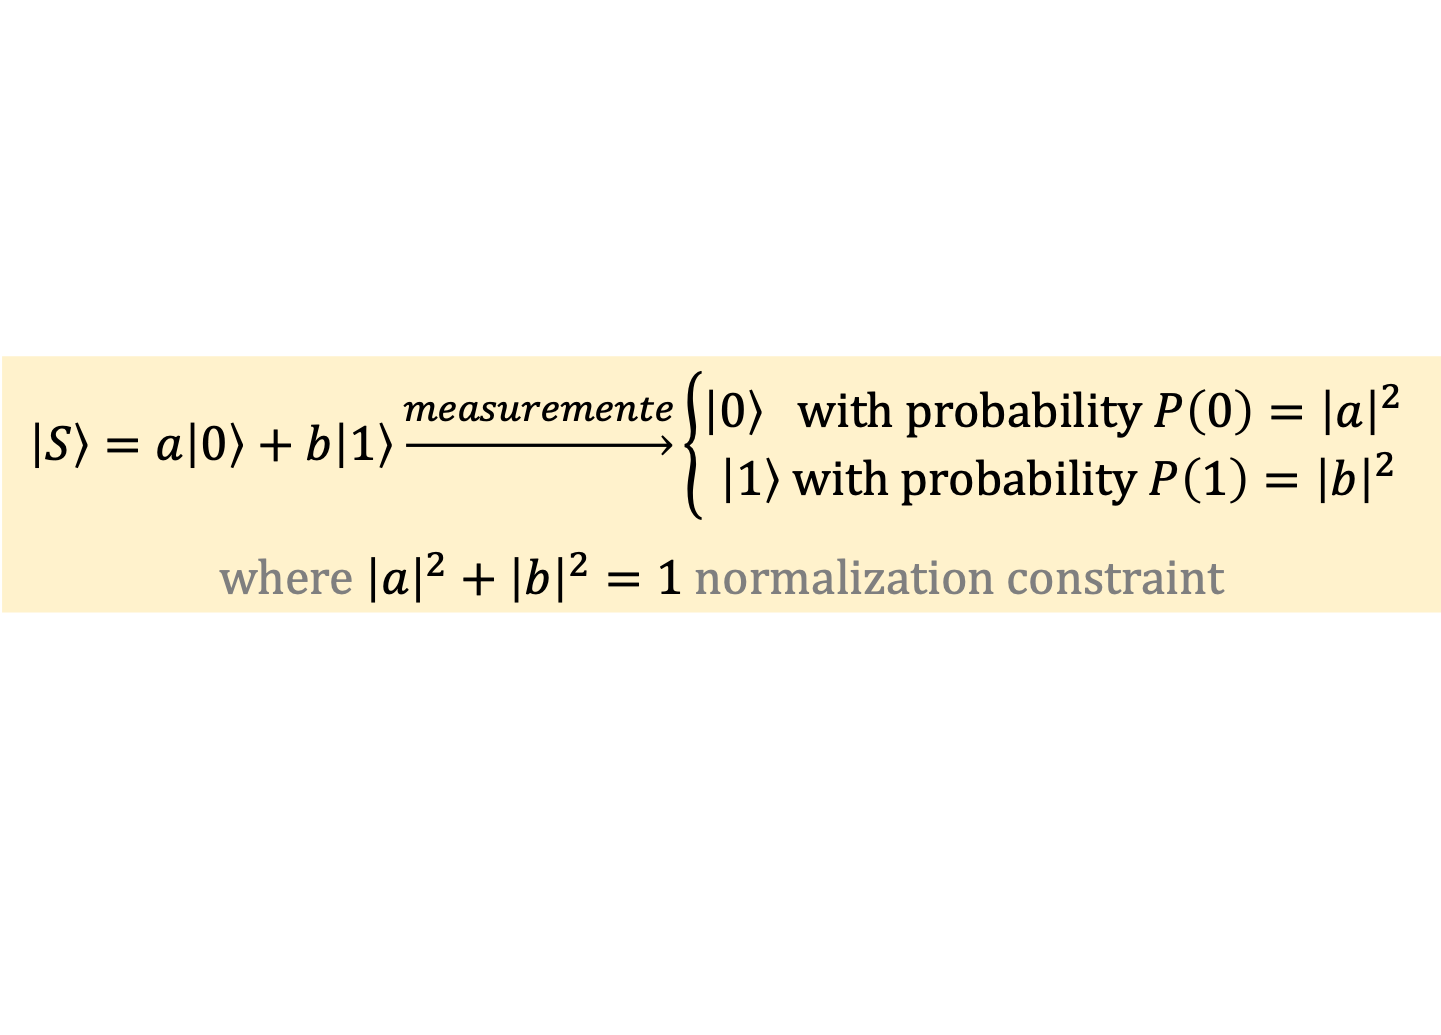 |S⟩ = a|0⟩ + b|1⟩ measuremente → { |0⟩ with probability P(0) = |a|²
|1⟩ with probability P(1) = |b|²
where |a|² + |b|² = 1 normalization constraint